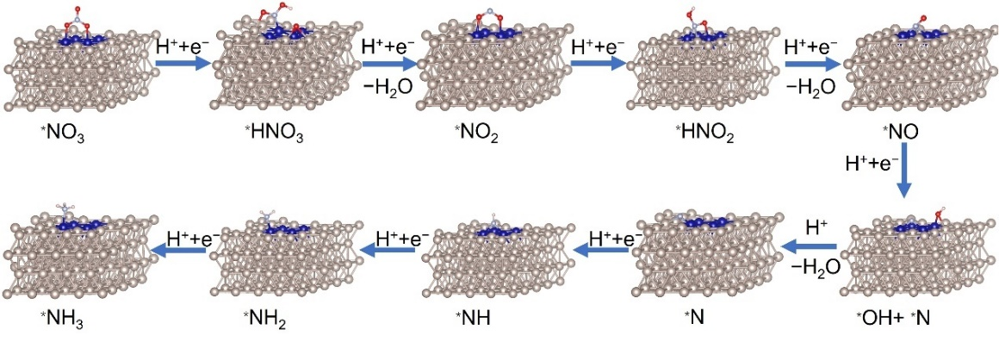 H⁺+e⁻ H⁺+e⁻ H⁺+e⁻ H⁺+e⁻
−H₂O −H₂O
*NO₃ *HNO₃ *NO₂ *HNO₂ *NO
H⁺+e⁻
H⁺+e⁻ H⁺+e⁻ H⁺+e⁻ H⁺
−H₂O
*NH₃ *NH₂ *NH *N *OH+ *N